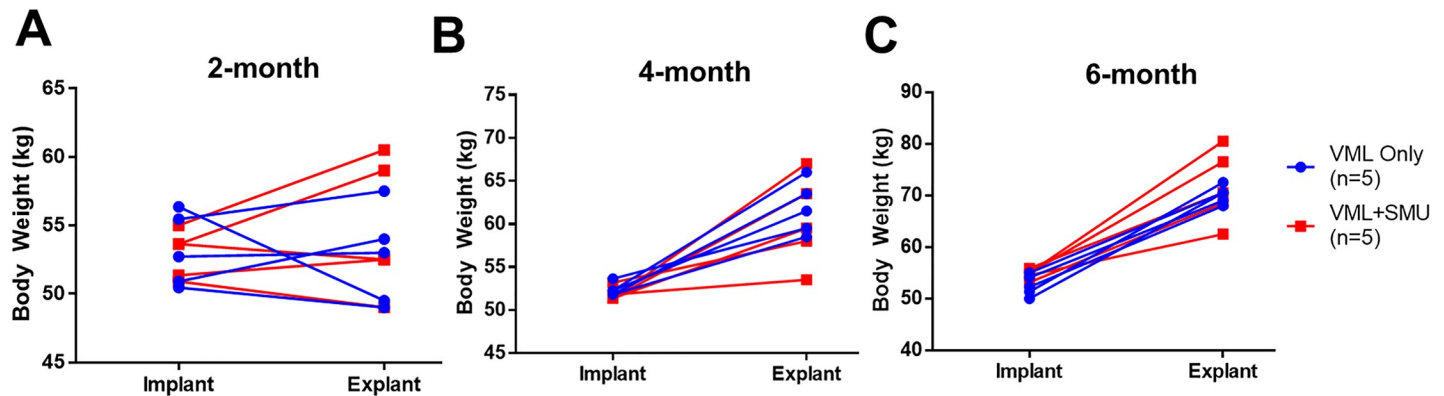 A
2-month
Body Weight (kg)
65
60
55
50
45
Implant
Explant
B
4-month
Body Weight (kg)
75
70
65
60
55
50
45
Implant
Explant
C
6-month
Body Weight (kg)
90
80
70
60
50
40
Implant
Explant
VML Only
(n=5)
VML+SMU
(n=5)